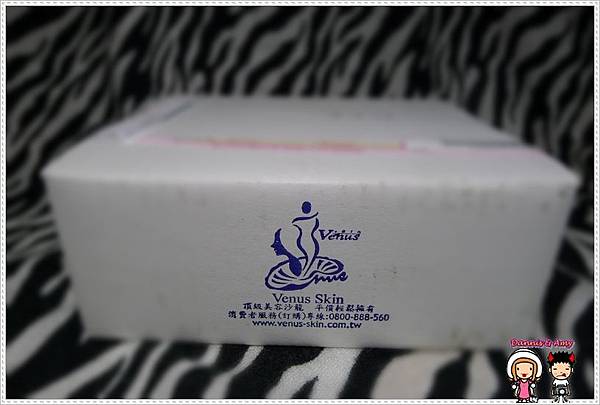 Venus
Venus Skin
頂級美容沙龍 平價輕鬆擁有
消費者服務(訂購)專線:0800-888-560
www.venus-skin.com.tw
Dannis & Amy